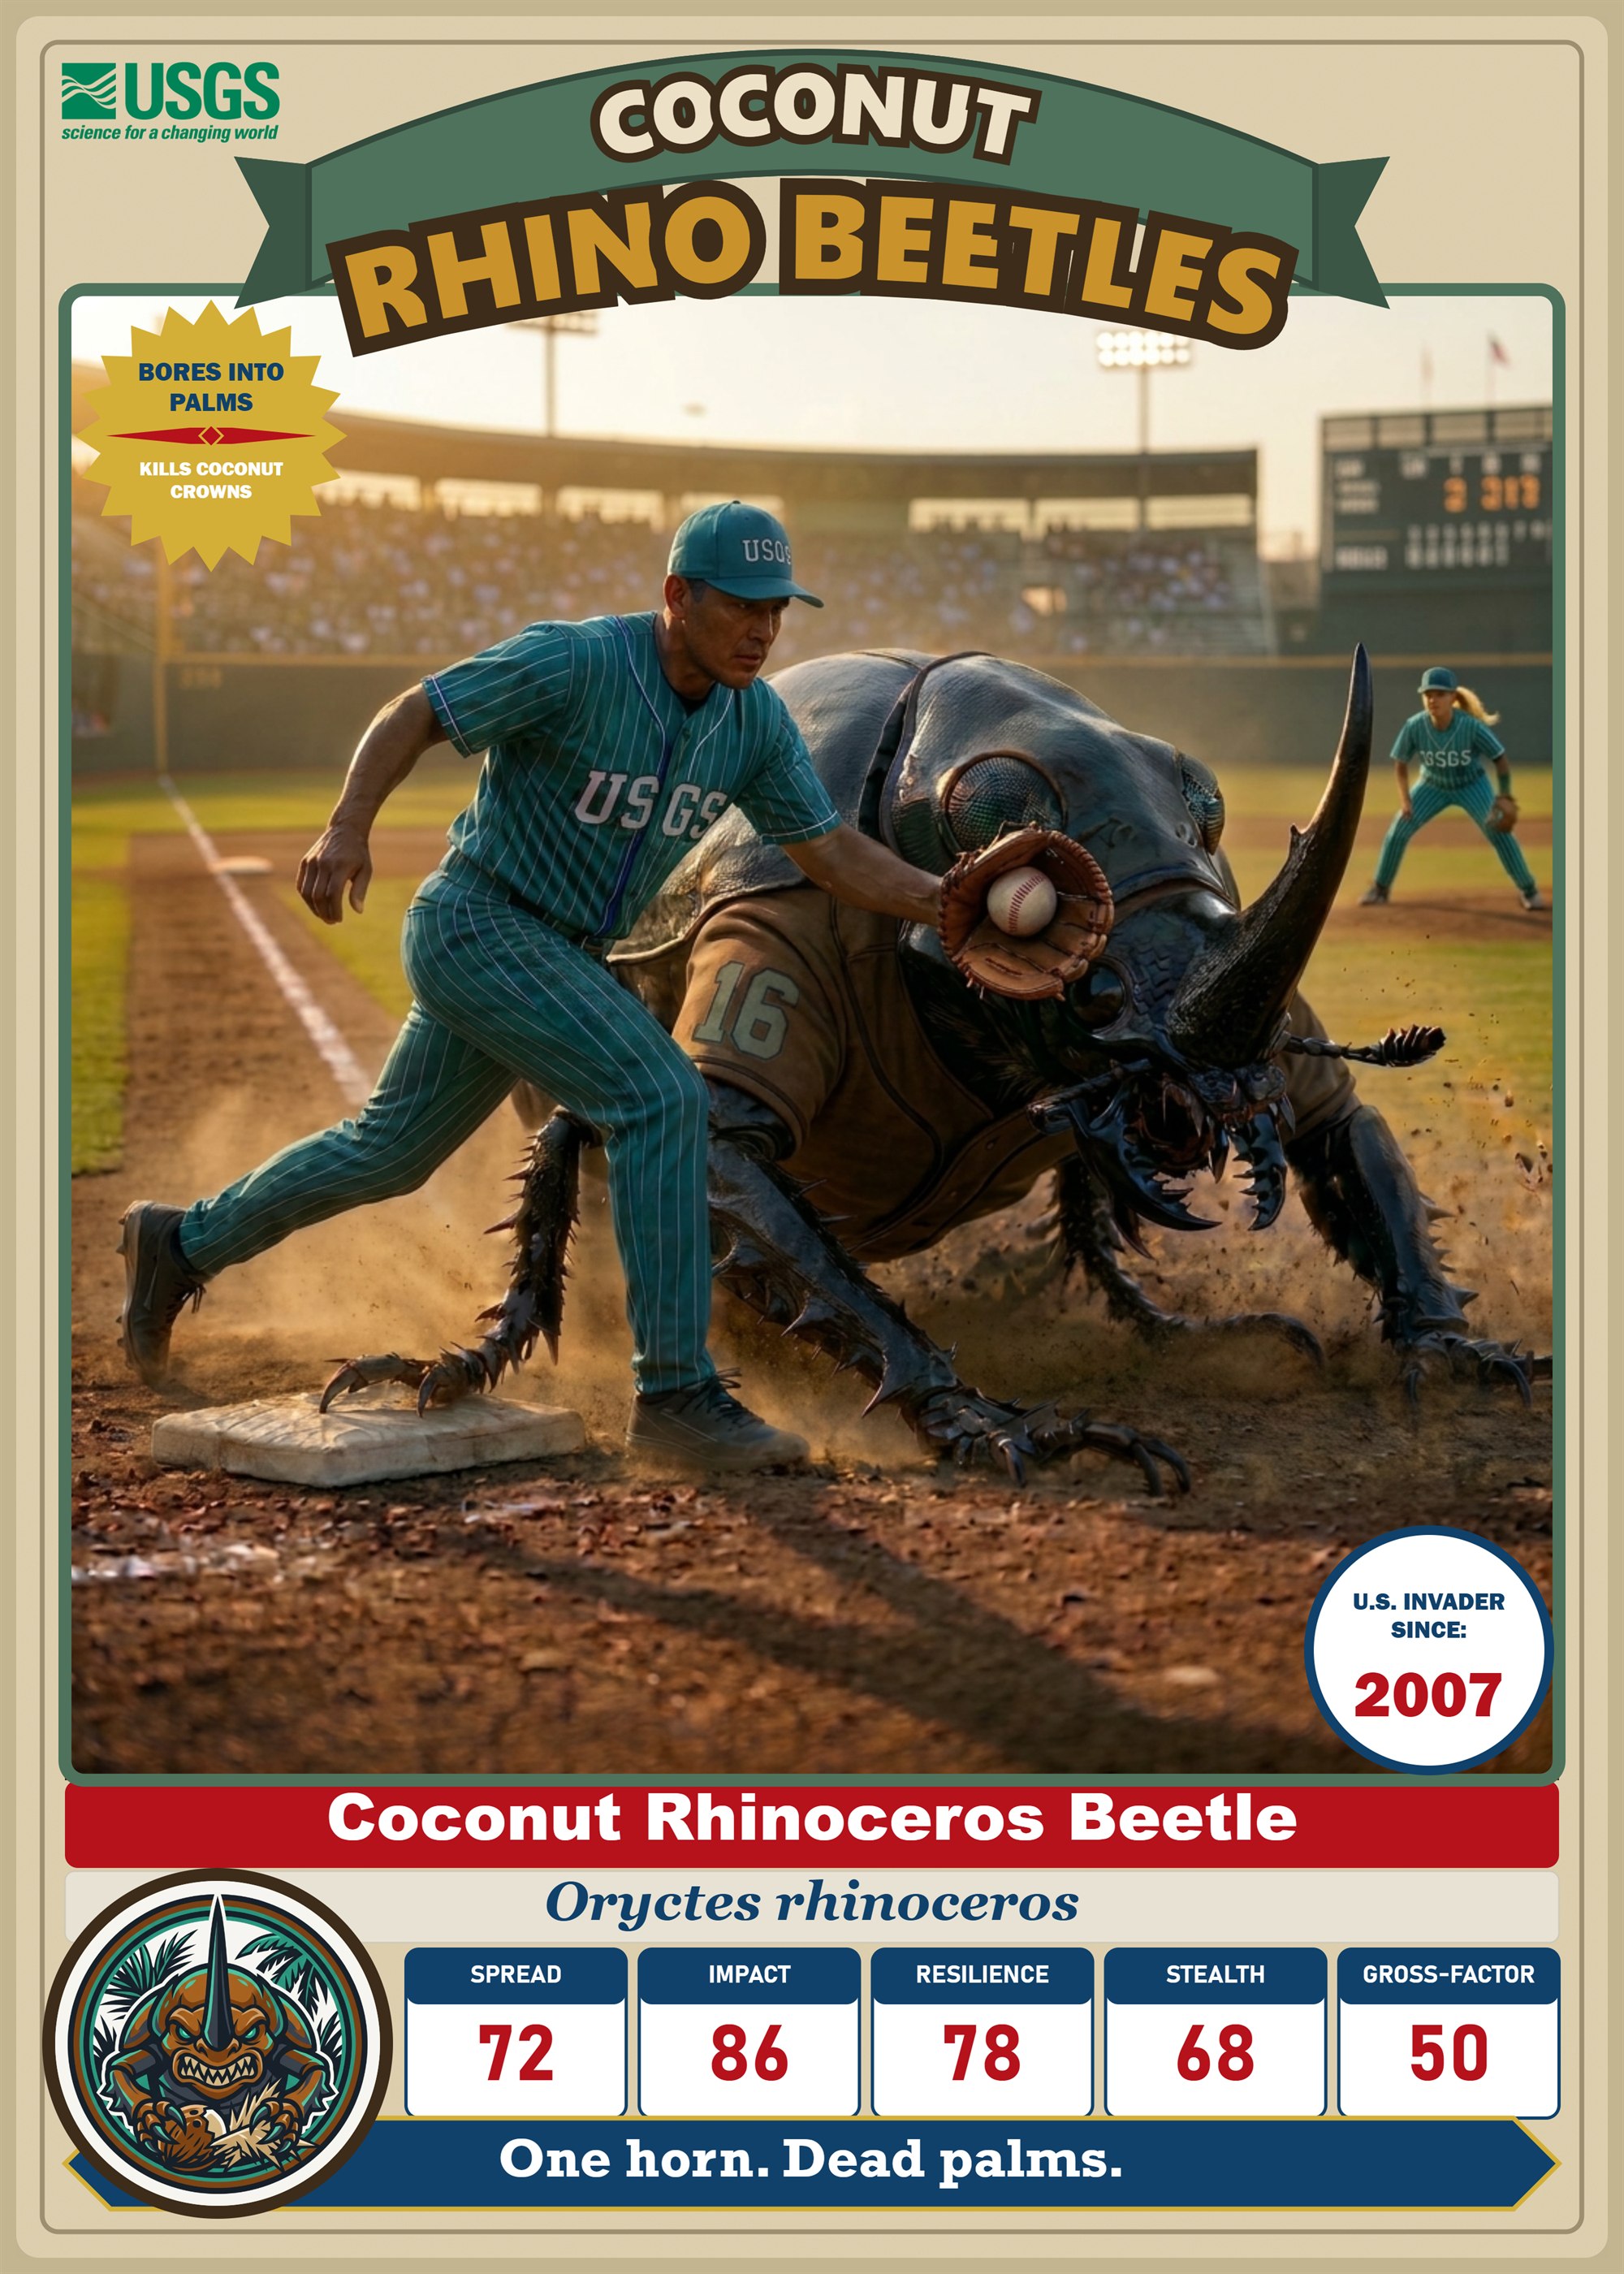 USGS
science for a changing world
COCONUT
RHINO BEETLES
BORES INTO
PALMS
KILLS COCONUT
CROWNS
USGS
16
U.S. INVADER
SINCE:
2007
Coconut Rhinoceros Beetle
Oryctes rhinoceros
SPREAD
IMPACT
RESILIENCE
STEALTH
GROSS-FACTOR
72
86
78
68
50
One horn. Dead palms.